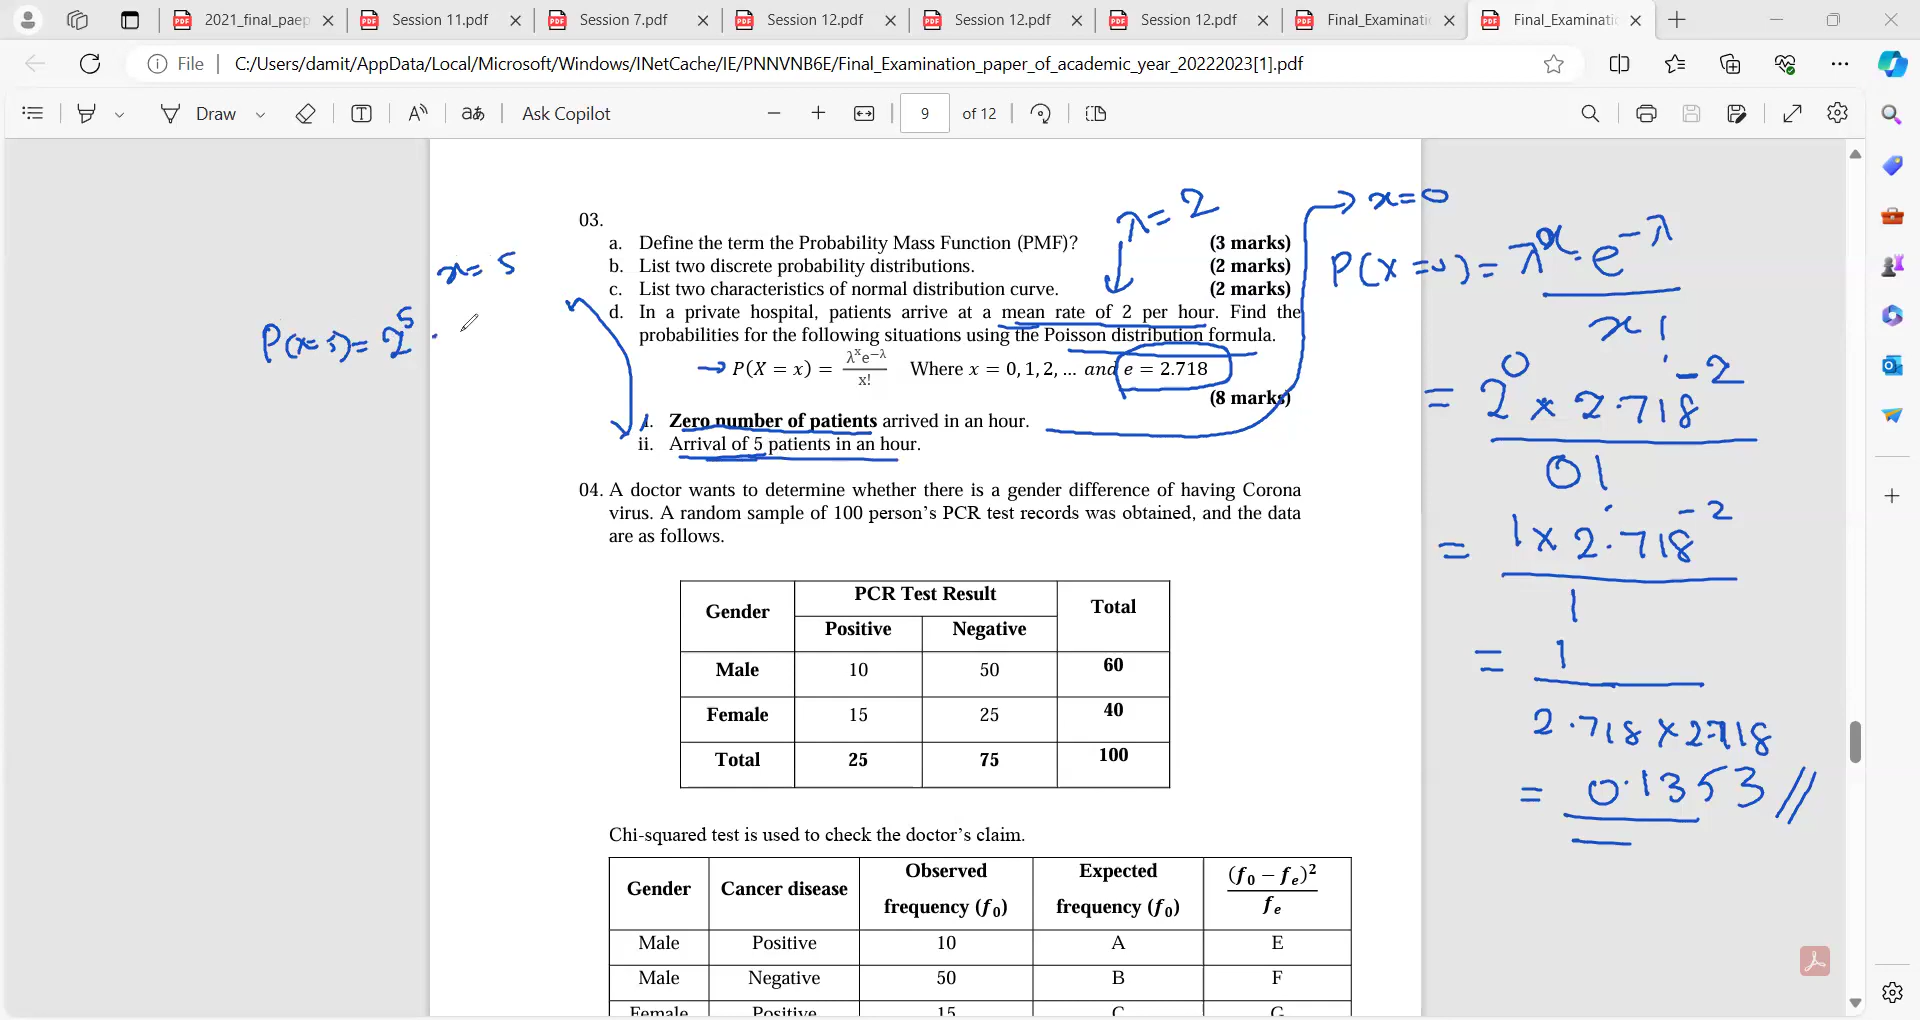 2021_final_paep
Session 11.pdf
Session 7.pdf
Session 12.pdf
Session 12.pdf
Session 12.pdf
Final_Examinati
Final_Examinatio
File
C:/Users/damit/AppData/Local/Microsoft/Windows/INetCache/IE/PNNVNB6E/Final_Examination_paper_of_academic_year_20222023[1].pdf
Draw
Ask Copilot
9 of 12
03.
a. Define the term the Probability Mass Function (PMF)? (3 marks)
b. List two discrete probability distributions. (2 marks)
c. List two characteristics of normal distribution curve. (2 marks)
d. In a private hospital, patients arrive at a mean rate of 2 per hour. Find the
probabilities for the following situations using the Poisson distribution formula.
P(X = x) = λ^x e^−λ / x! Where x = 0, 1, 2, … and e = 2.718
(8 marks)
i. Zero number of patients arrived in an hour.
ii. Arrival of 5 patients in an hour.
λ = 2
x = 5
P(x=5) = 2^5 .
x = 0
P(X=0) = λ^x . e^−λ
x!
= 2^0 × 2.718^−2
0!
= 1 × 2.718^−2
1
= 1
2.718 × 2.718
= 0.1353 //
04. A doctor wants to determine whether there is a gender difference of having Corona
virus. A random sample of 100 person's PCR test records was obtained, and the data
are as follows.
Gender PCR Test Result Total
Positive Negative
Male 10 50 60
Female 15 25 40
Total 25 75 100
Chi-squared test is used to check the doctor's claim.
Gender Cancer disease Observed frequency (f₀) Expected frequency (f₀) (f₀ − fₑ)² / fₑ
Male Positive 10 A E
Male Negative 50 B F
Female Positive 15 C G